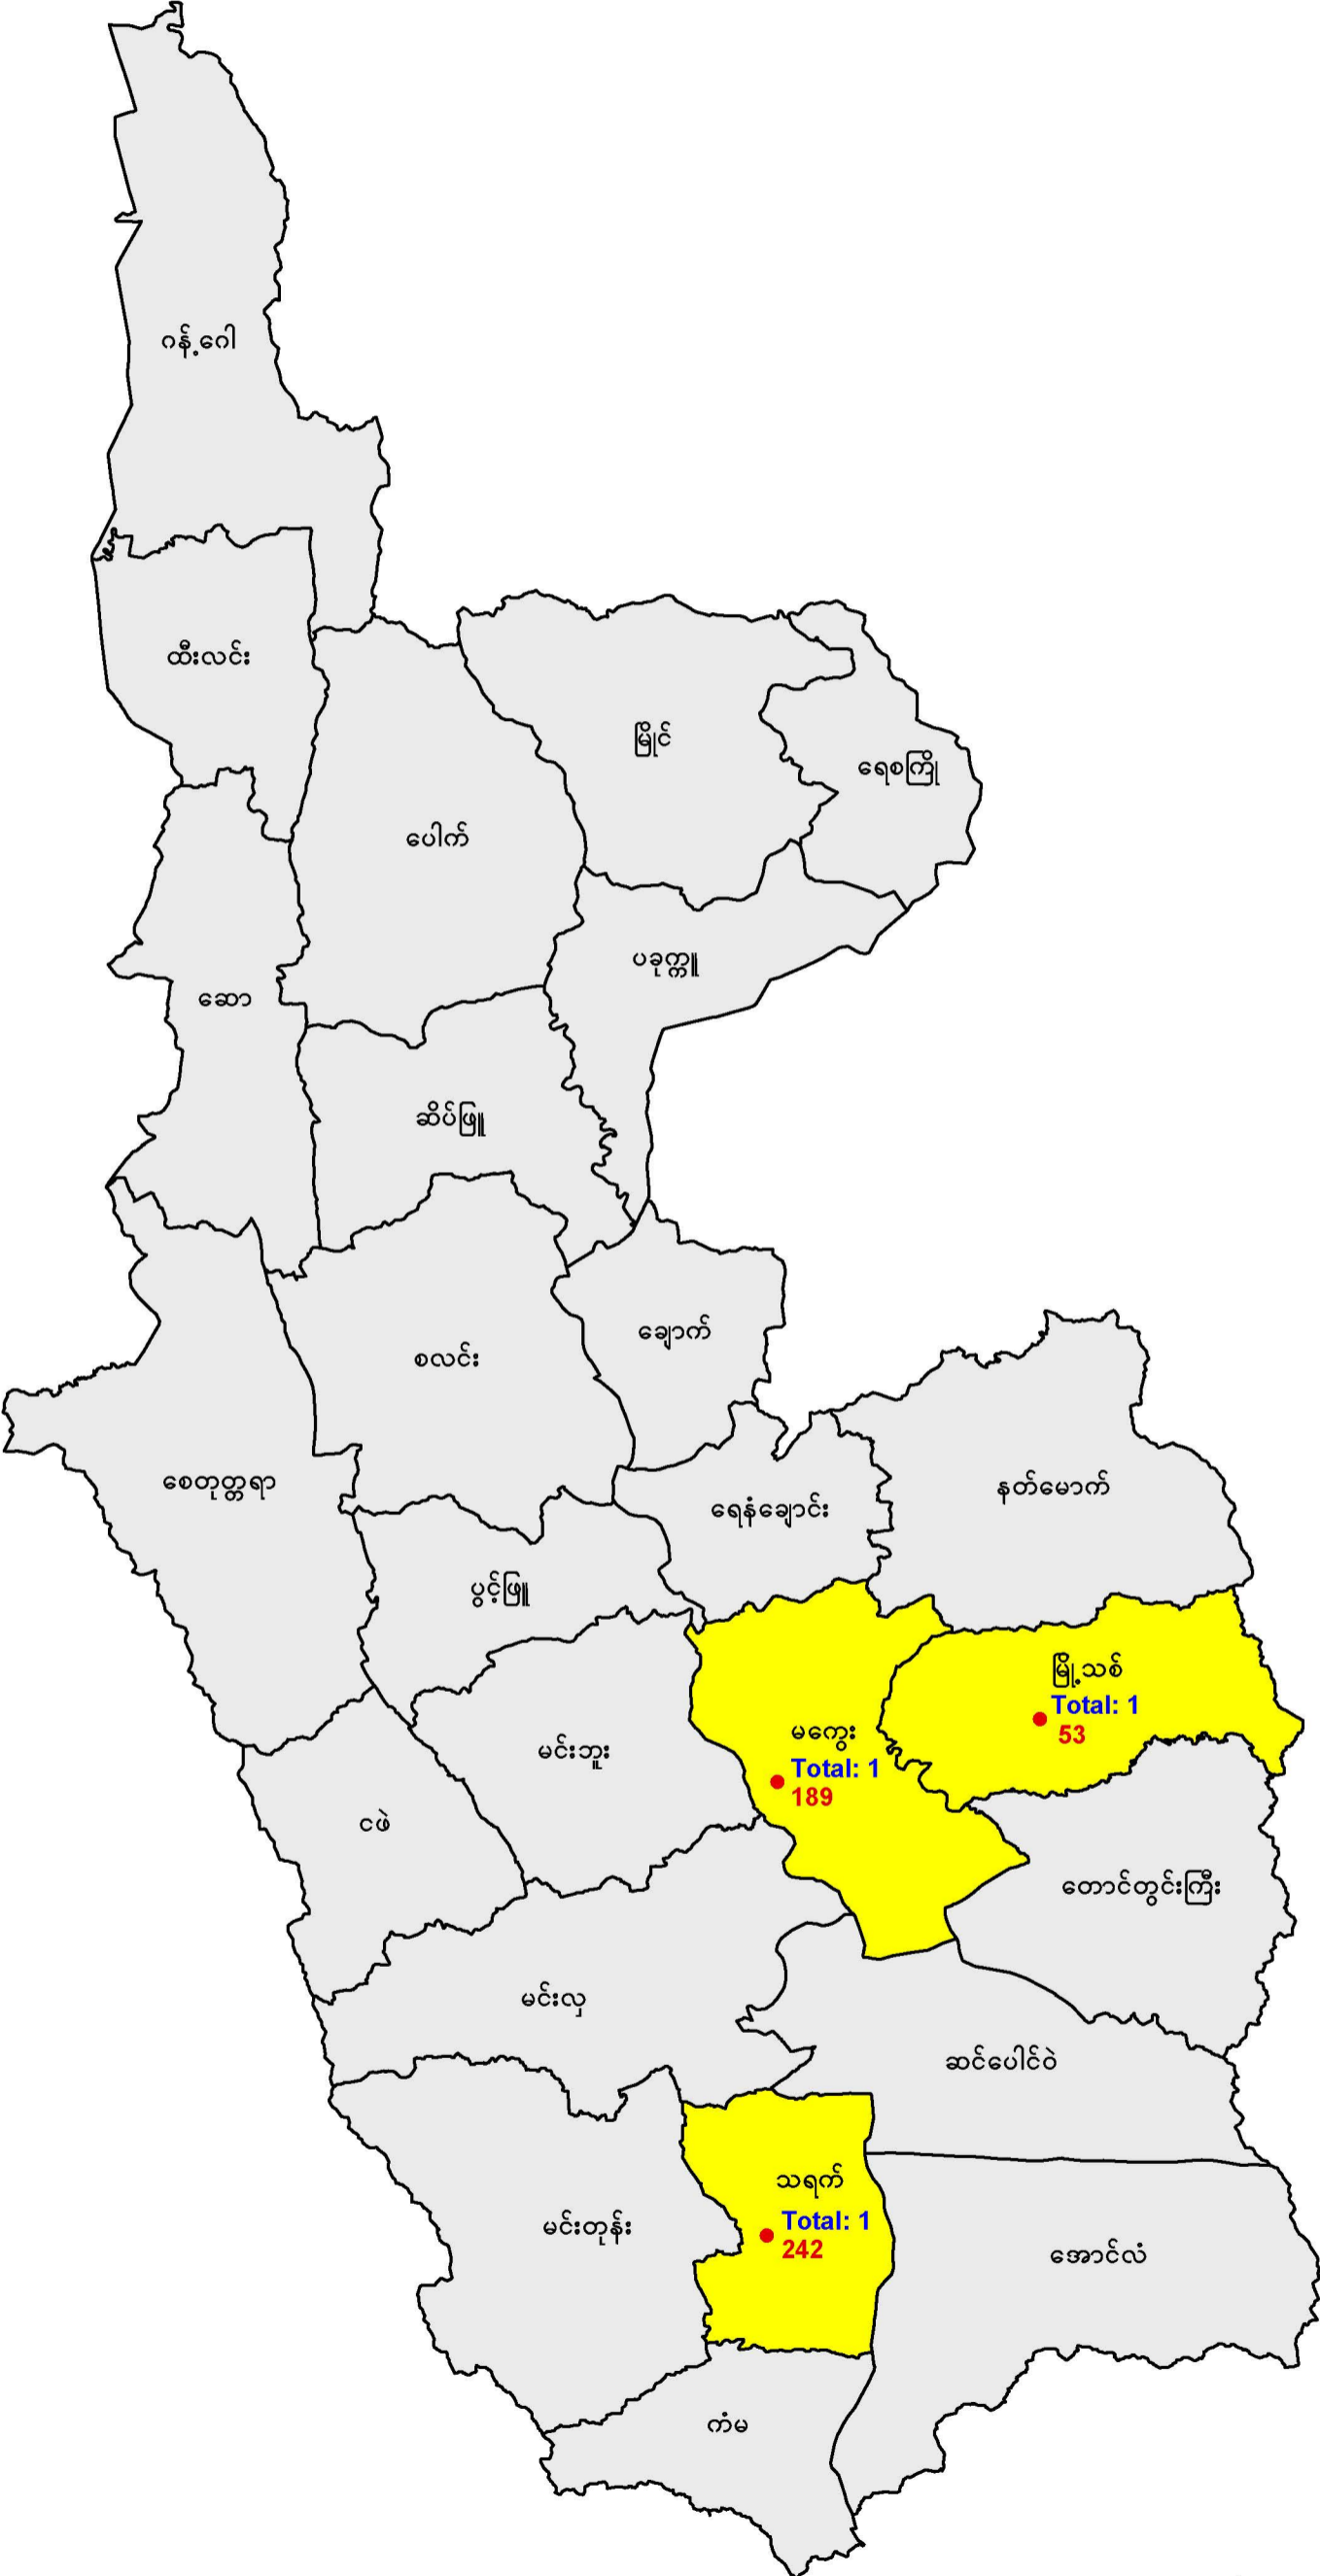 ဂန့်ဂေါ
ထီးလင်း
မြိုင်
ရေစကြို
ပေါက်
ပခုက္ကူ
ဆော
ဆိပ်ဖြူ
ချောက်
စလင်း
စေတုတ္တရာ
နတ်မောက်
ရေနံချောင်း
ပွင့်ဖြူ
မြို့သစ်
Total: 1
53
မကွေး
Total: 1
189
မင်းဘူး
ငဖဲ
တောင်တွင်းကြီး
မင်းလှ
ဆင်ပေါင်ဝဲ
သရက်
Total: 1
242
မင်းတုန်း
အောင်လံ
ကံမ